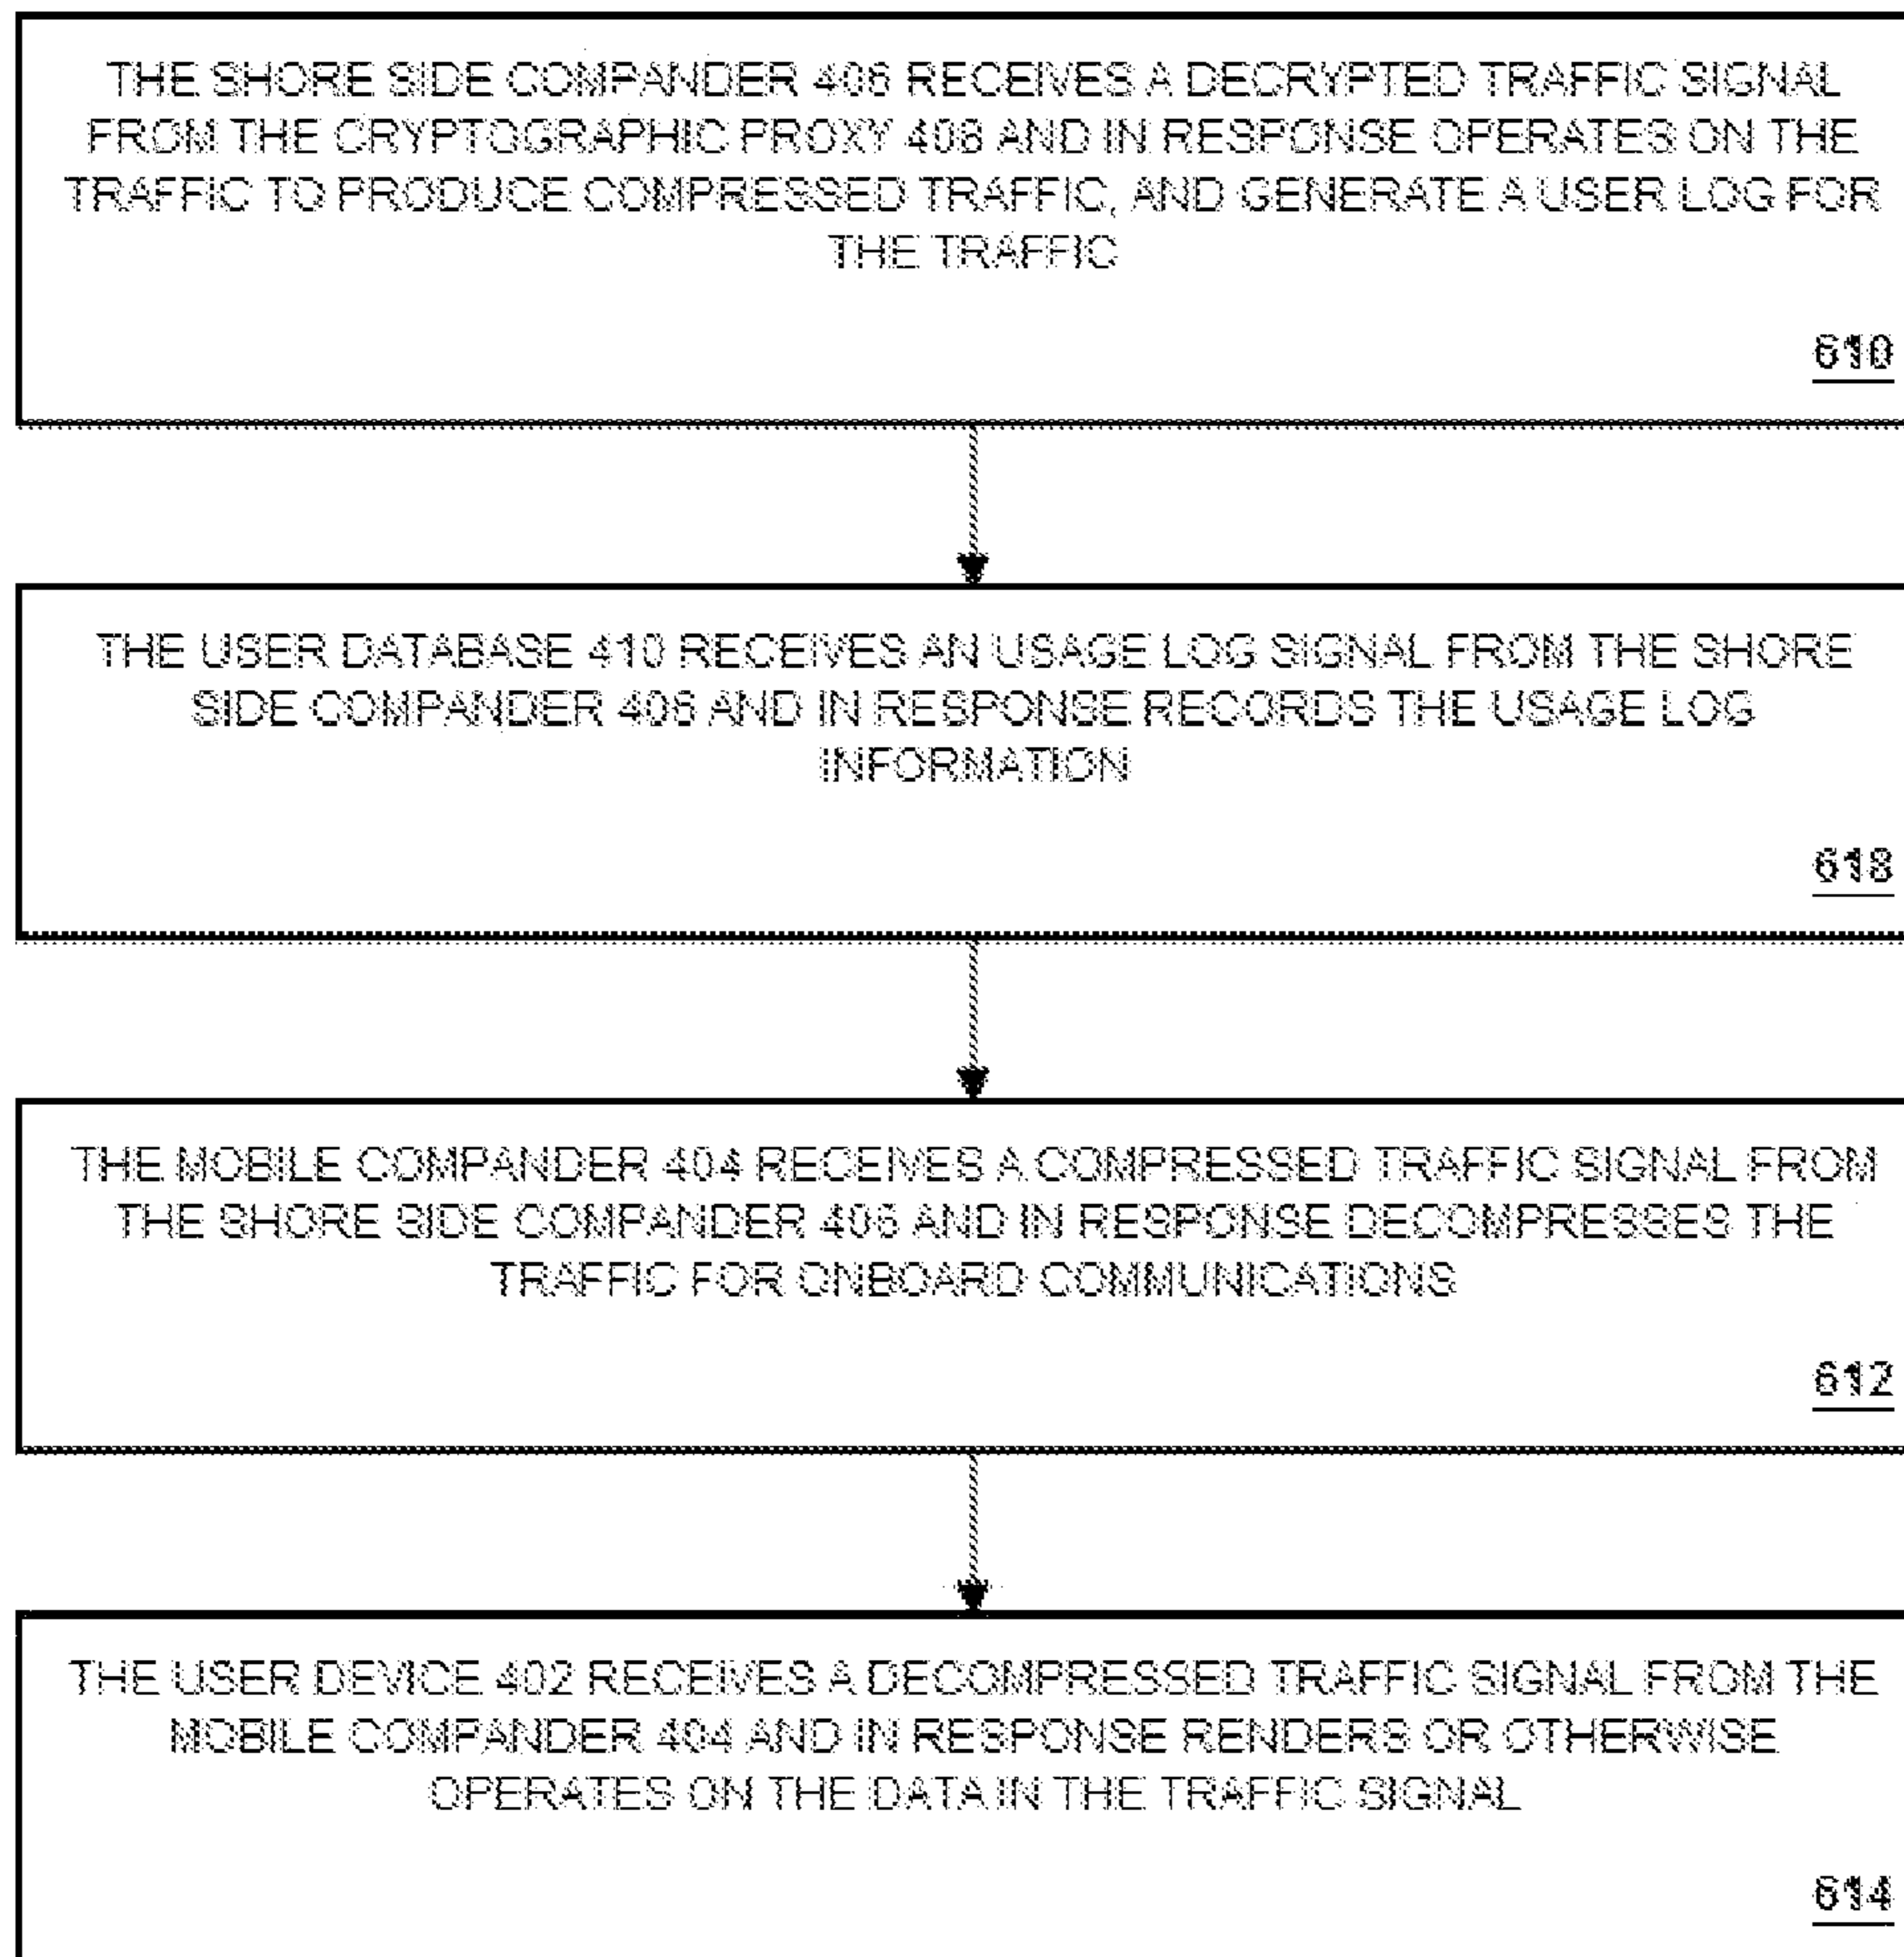 THE SHORE SIDE COMPANDER 406 RECEIVES A DECRYPTED TRAFFIC SIGNAL
FROM THE CRYPTOGRAPHIC PROXY 408 AND IN RESPONSE OPERATES ON THE
TRAFFIC TO PRODUCE COMPRESSED TRAFFIC, AND GENERATE A USER LOG FOR
THE TRAFFIC
610
THE USER DATABASE 410 RECEIVES AN USAGE LOG SIGNAL FROM THE SHORE
SIDE COMPANDER 406 AND IN RESPONSE RECORDS THE USAGE LOG
INFORMATION
618
THE MOBILE COMPANDER 404 RECEIVES A COMPRESSED TRAFFIC SIGNAL FROM
THE SHORE SIDE COMPANDER 406 AND IN RESPONSE DECOMPRESSES THE
TRAFFIC FOR ONBOARD COMMUNICATIONS
612
THE USER DEVICE 402 RECEIVES A DECOMPRESSED TRAFFIC SIGNAL FROM THE
MOBILE COMPANDER 404 AND IN RESPONSE RENDERS OR OTHERWISE
OPERATES ON THE DATA IN THE TRAFFIC SIGNAL
614